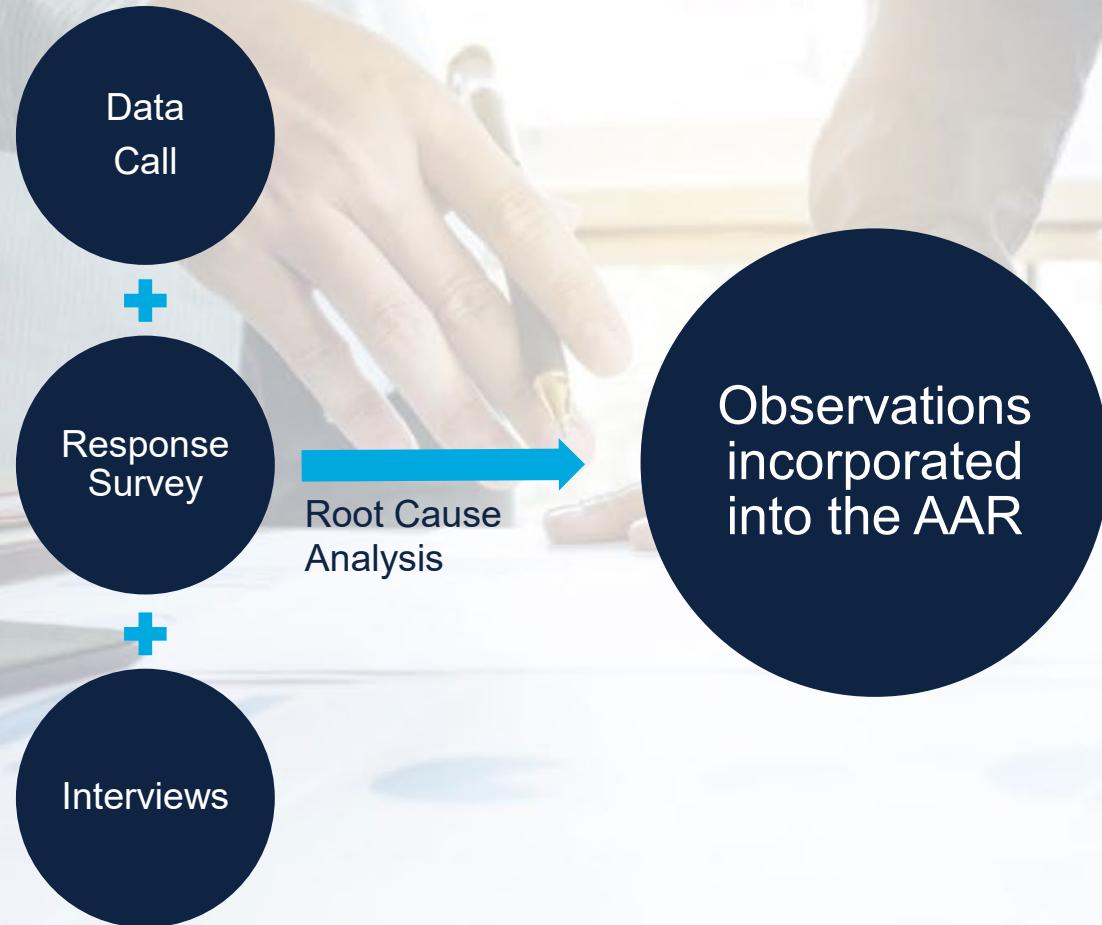 Data
Call
Response
Survey
Root Cause
Analysis
Interviews
Observations
incorporated
into the AAR